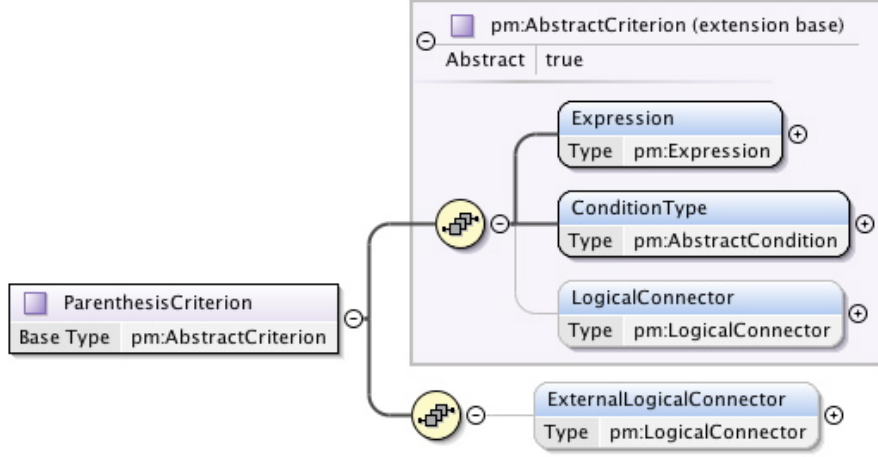 pm:AbstractCriterion (extension base)
Abstract true
Expression
Type pm:Expression
ConditionType
Type pm:AbstractCondition
LogicalConnector
Type pm:LogicalConnector
ParenthesisCriterion
Base Type pm:AbstractCriterion
ExternalLogicalConnector
Type pm:LogicalConnector